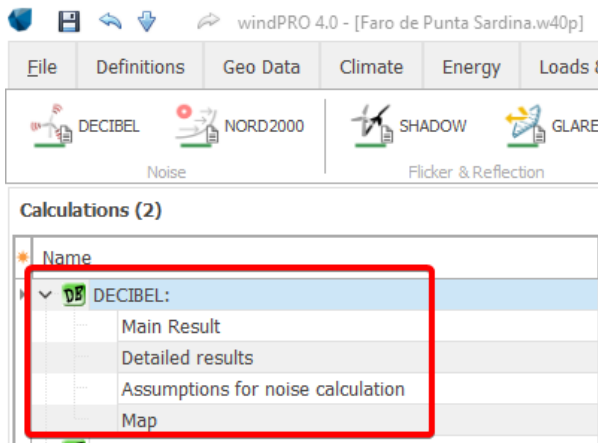 windPRO 4.0 - [Faro de Punta Sardina.w40p]
File Definitions Geo Data Climate Energy Loads &
DECIBEL NORD2000 SHADOW GLARE
Noise Flicker & Reflection
Calculations (2)
Name
DECIBEL:
Main Result
Detailed results
Assumptions for noise calculation
Map